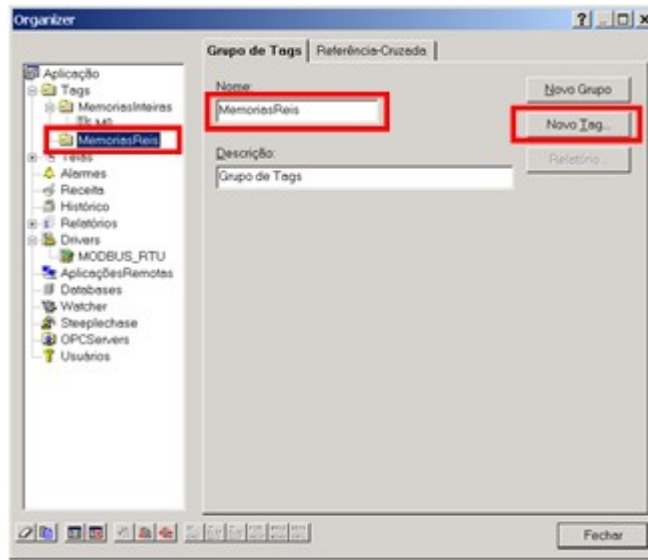 Organizer
Grupo de Tags
Referência-Cruzada
Aplicação
Tags
MemoriasInteiras
M0
MemoriasReis
Telas
Alarmes
Receita
Histórico
Relatórios
Drivers
MODBUS_RTU
AplicaçõesRemotas
Databases
Watcher
Steeplechase
OPCServers
Usuários
Nome:
MemoriasReis
Descrição:
Grupo de Tags
Novo Grupo
Novo Tag...
Relatório...
Fechar